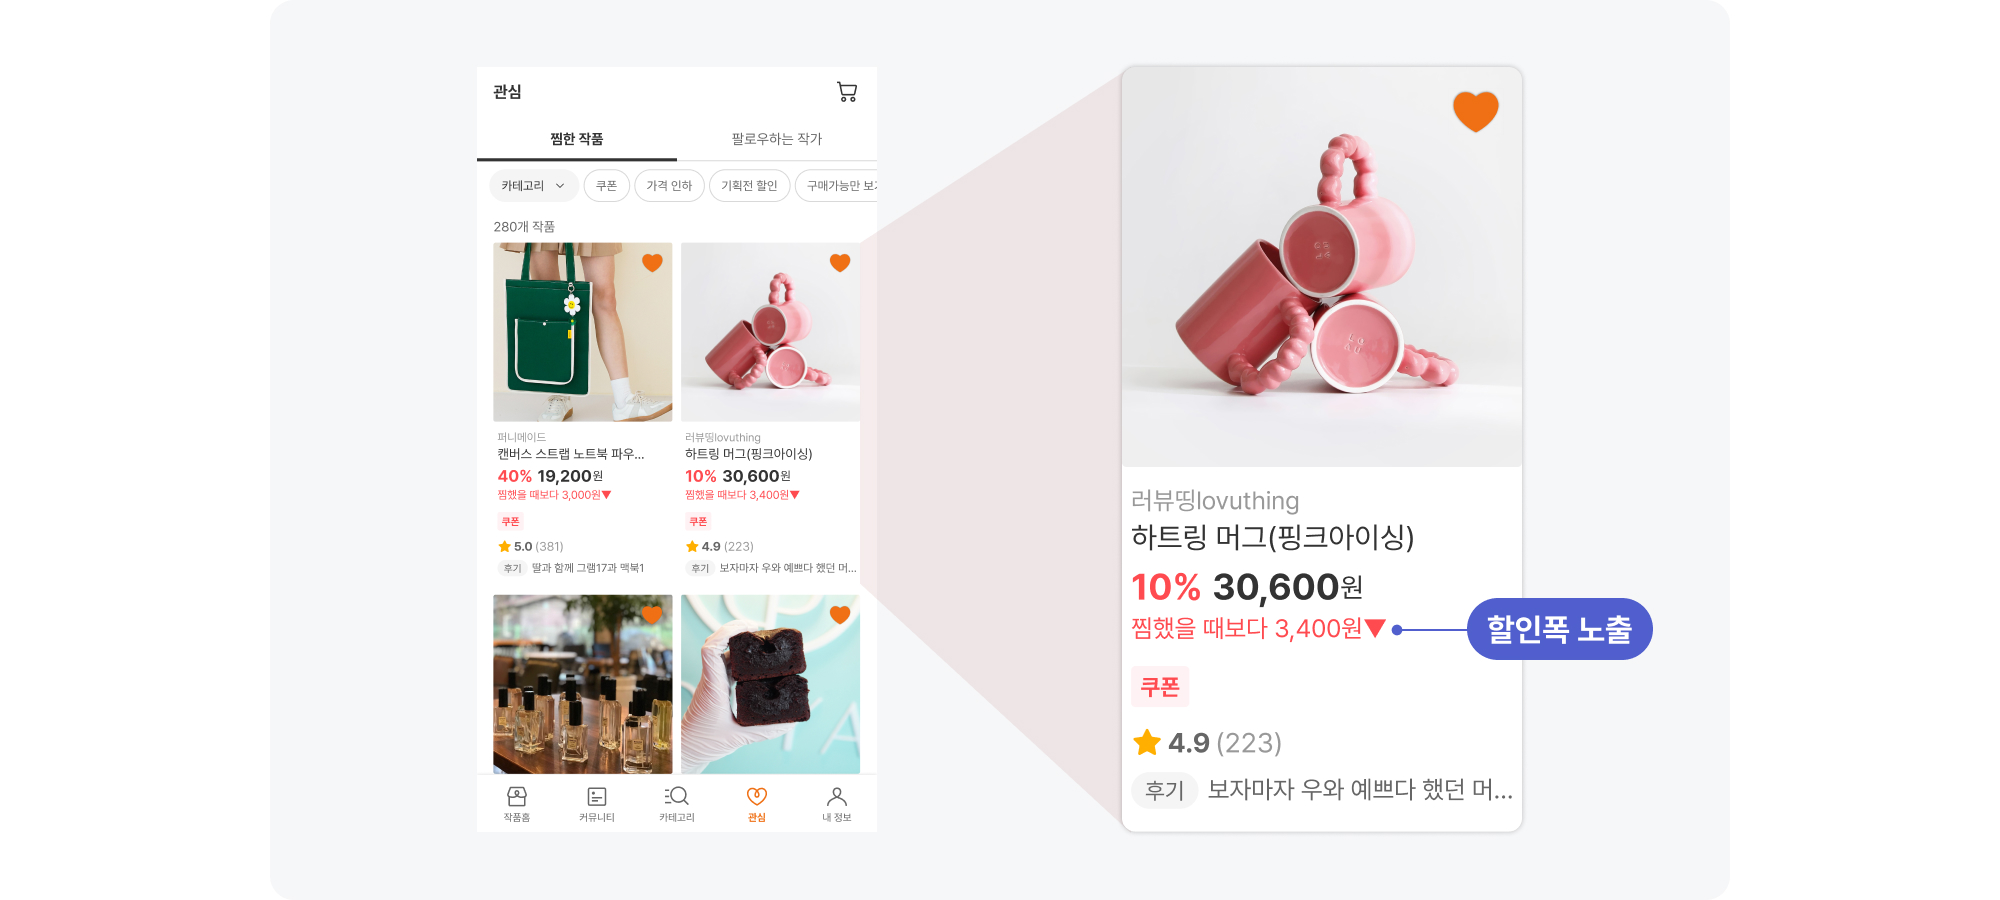 관심
찜한 작품
팔로우하는 작가
카테고리
쿠폰
가격 인하
기획전 할인
구매가능만 보기
280개 작품
퍼니메이드
캔버스 스트랩 노트북 파우...
40% 19,200원
찜했을 때보다 3,000원▼
쿠폰
5.0 (381)
후기 딸과 함께 그램17과 맥북1
러뷰띵lovuthing
하트링 머그(핑크아이싱)
10% 30,600원
찜했을 때보다 3,400원▼
쿠폰
4.9 (223)
후기 보자마자 우와 예쁘다 했던 머...
작품홈
커뮤니티
카테고리
관심
내 정보
러뷰띵lovuthing
하트링 머그(핑크아이싱)
10% 30,600원
찜했을 때보다 3,400원▼
할인폭 노출
쿠폰
4.9 (223)
후기 보자마자 우와 예쁘다 했던 머...